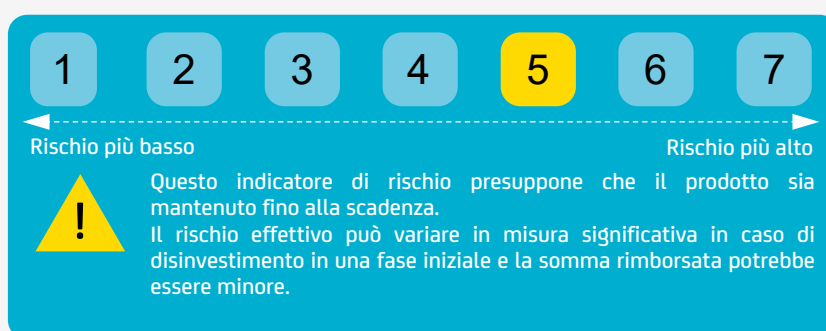 1 2 3 4 5 6 7
Rischio più basso Rischio più alto
!
Questo indicatore di rischio presuppone che il prodotto sia
mantenuto fino alla scadenza.
Il rischio effettivo può variare in misura significativa in caso di
disinvestimento in una fase iniziale e la somma rimborsata potrebbe
essere minore.